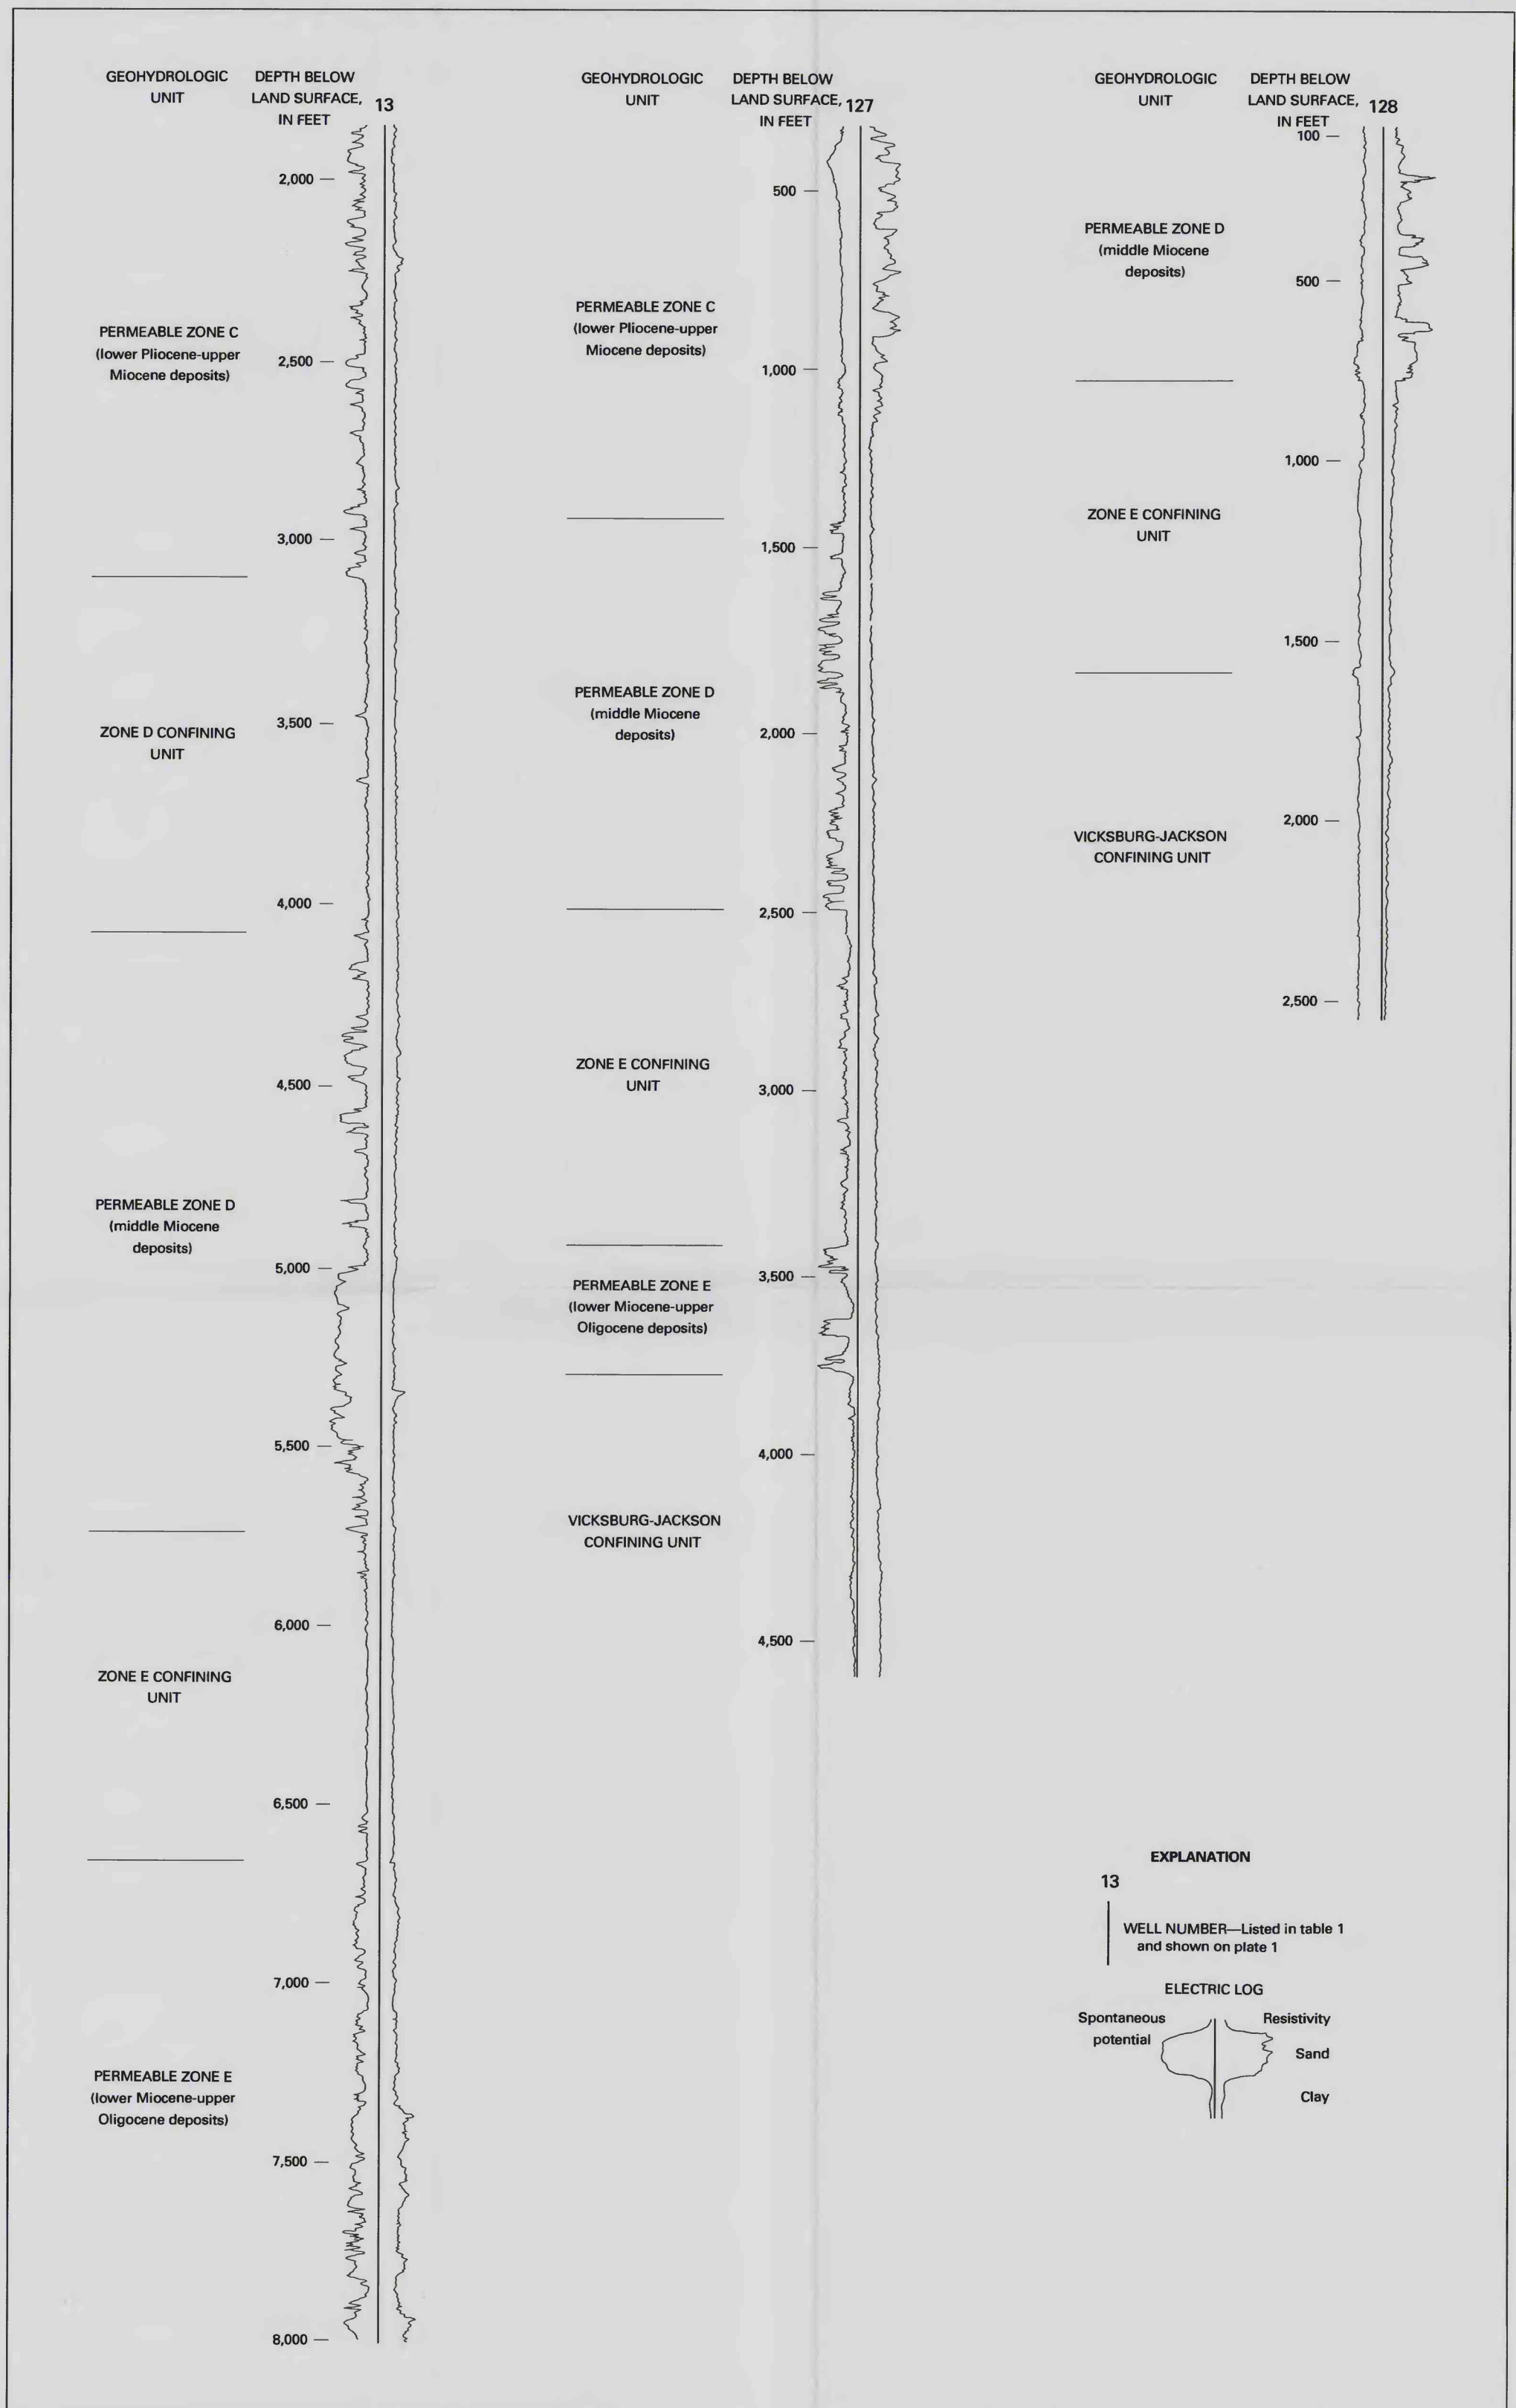 GEOHYDROLOGIC
UNIT
DEPTH BELOW
LAND SURFACE,
IN FEET
13
2,000
PERMEABLE ZONE C
(lower Pliocene-upper
Miocene deposits)
2,500
3,000
ZONE D CONFINING
UNIT
3,500
4,000
4,500
PERMEABLE ZONE D
(middle Miocene
deposits)
5,000
5,500
6,000
ZONE E CONFINING
UNIT
6,500
7,000
PERMEABLE ZONE E
(lower Miocene-upper
Oligocene deposits)
7,500
8,000
GEOHYDROLOGIC
UNIT
DEPTH BELOW
LAND SURFACE,
IN FEET
127
500
PERMEABLE ZONE C
(lower Pliocene-upper
Miocene deposits)
1,000
1,500
PERMEABLE ZONE D
(middle Miocene
deposits)
2,000
2,500
ZONE E CONFINING
UNIT
3,000
3,500
PERMEABLE ZONE E
(lower Miocene-upper
Oligocene deposits)
4,000
VICKSBURG-JACKSON
CONFINING UNIT
4,500
GEOHYDROLOGIC
UNIT
DEPTH BELOW
LAND SURFACE,
IN FEET
128
100
PERMEABLE ZONE D
(middle Miocene
deposits)
500
1,000
ZONE E CONFINING
UNIT
1,500
2,000
VICKSBURG-JACKSON
CONFINING UNIT
2,500
EXPLANATION
13
WELL NUMBER—Listed in table 1
and shown on plate 1
ELECTRIC LOG
Spontaneous
potential
Resistivity
Sand
Clay